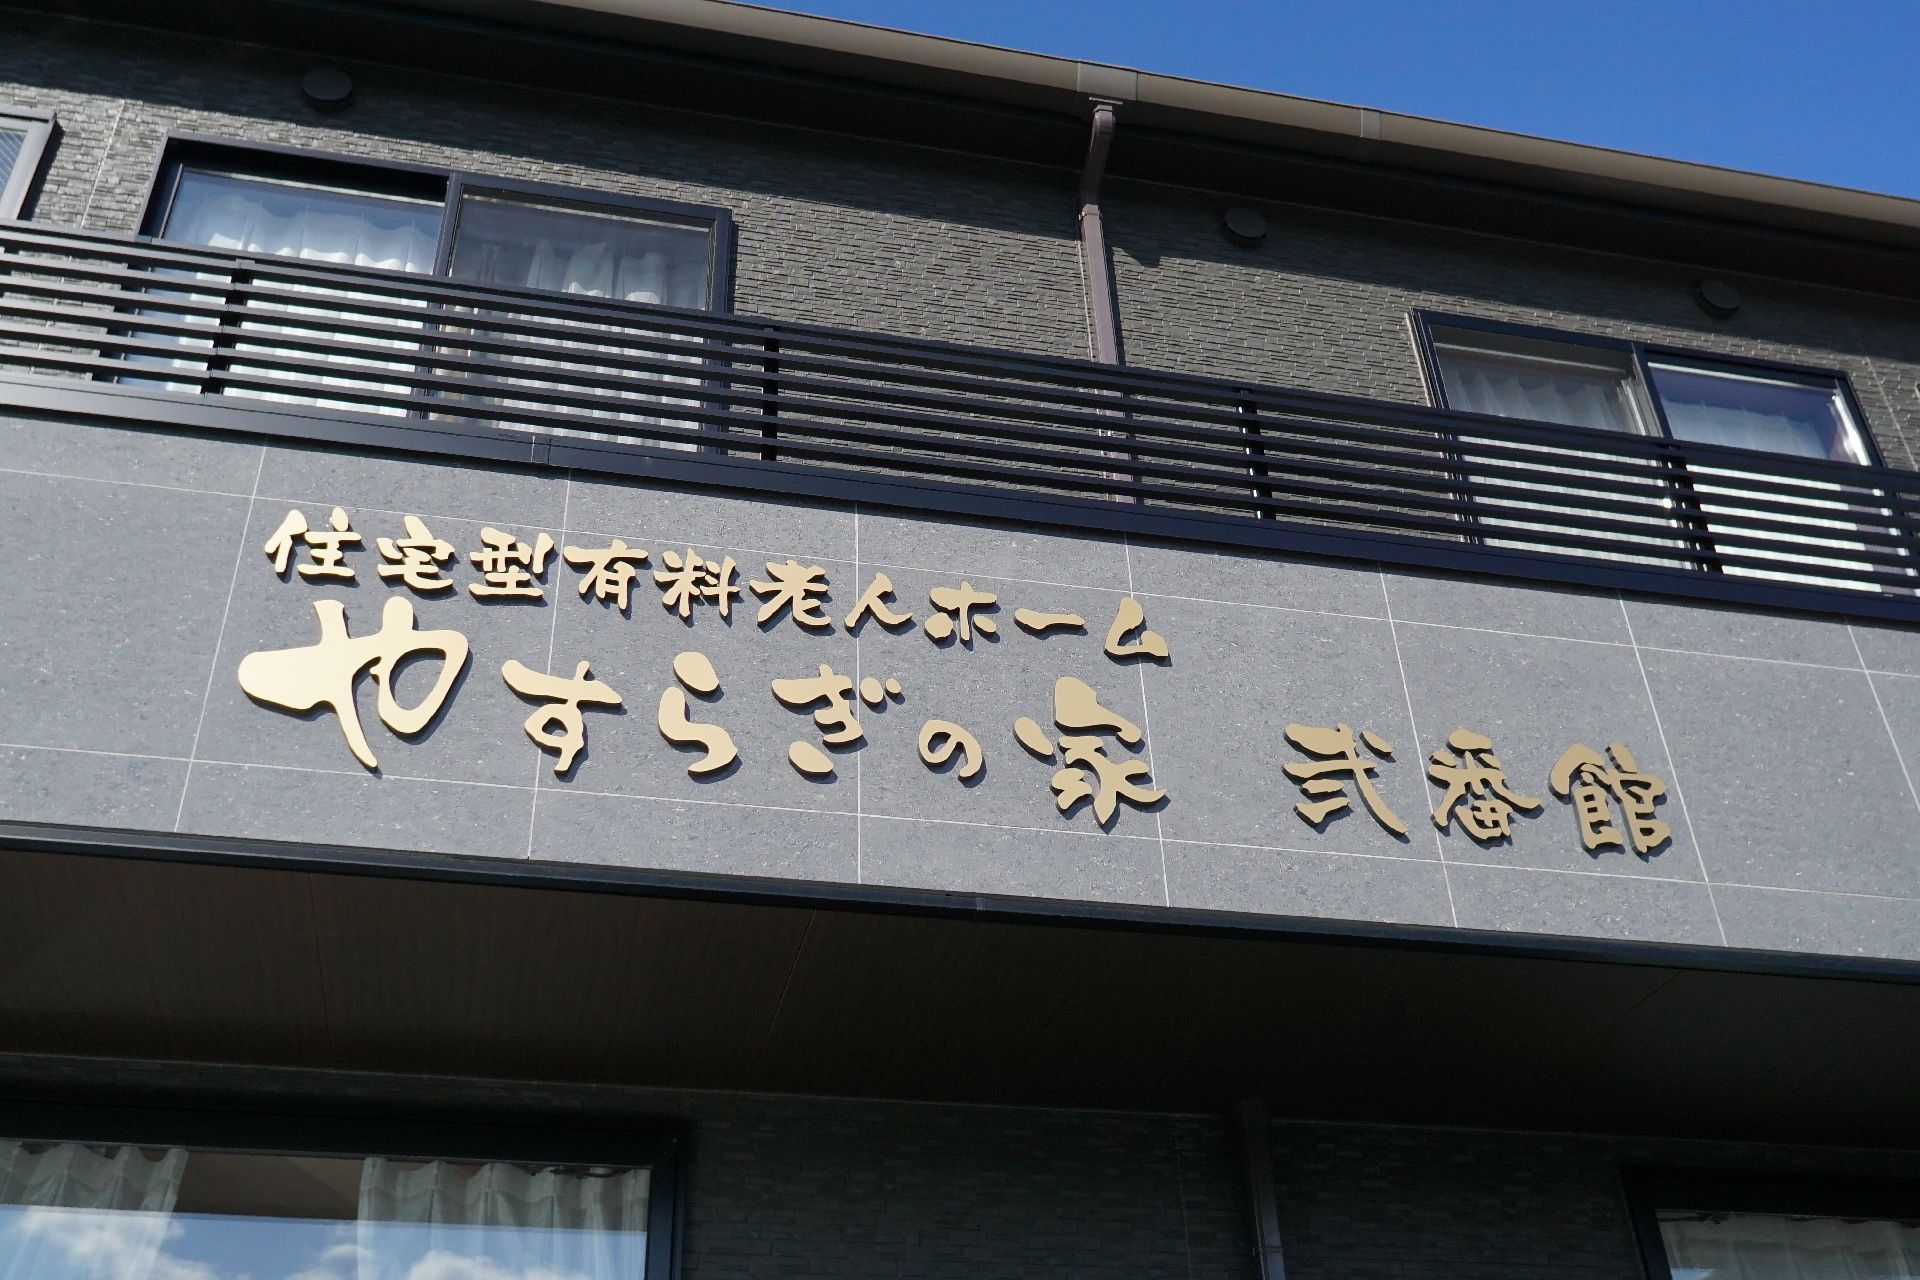 住宅型有料老人ホーム
やすらぎの家 弐番館